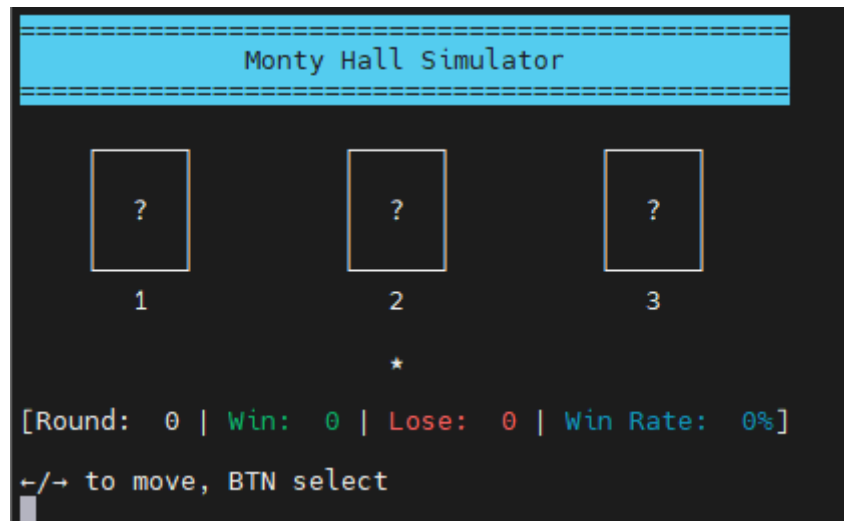 ================================================
Monty Hall Simulator
================================================
? ? ?
1 2 3
*
[Round: 0 | Win: 0 | Lose: 0 | Win Rate: 0%]
←/→ to move, BTN select